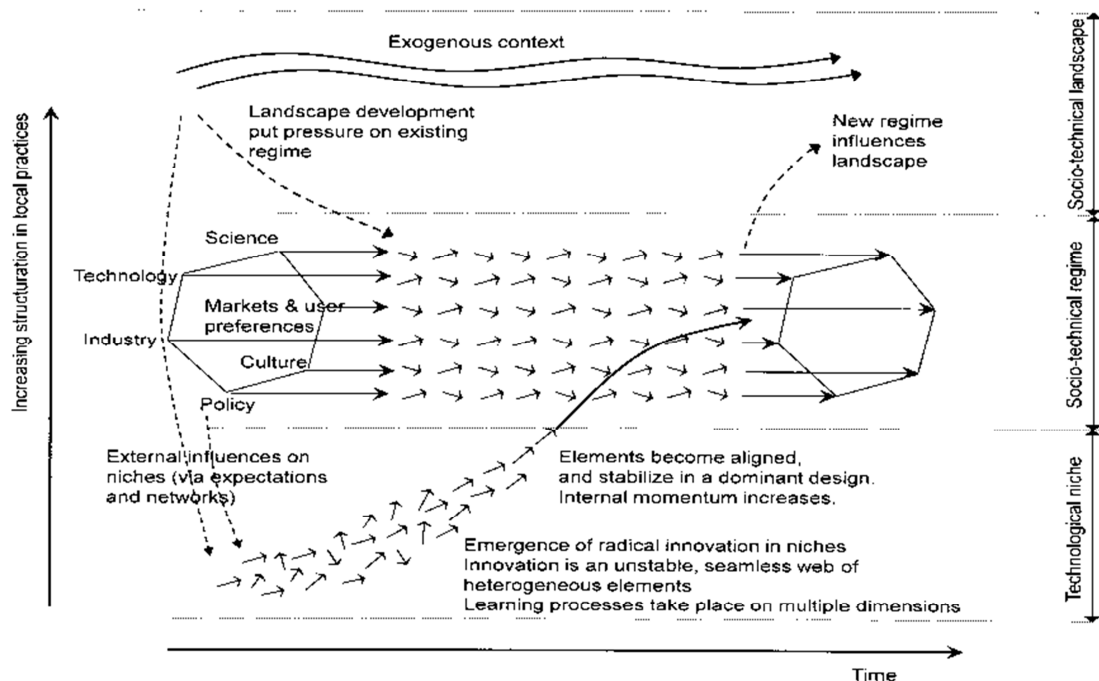 Exogenous context
Landscape development
put pressure on existing
regime
New regime
influences
landscape
Socio-technical landscape
Increasing structuration in local practices
Science
Technology
Markets & user
preferences
Industry
Culture
Policy
Socio-technical regime
External influences on
niches (via expectations
and networks)
Elements become aligned,
and stabilize in a dominant design.
Internal momentum increases.
Emergence of radical innovation in niches
Innovation is an unstable, seamless web of
heterogeneous elements
Learning processes take place on multiple dimensions
Technological niche
Time